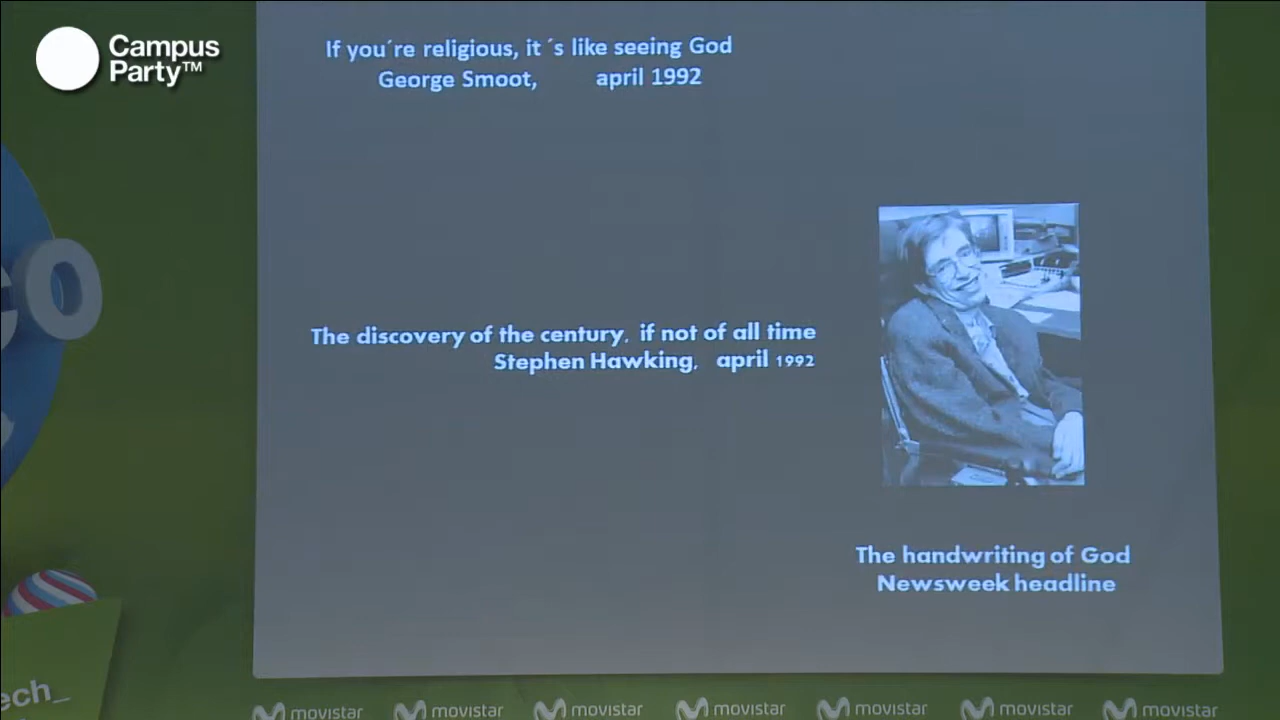 Campus
Party™
If you´re religious, it ´s like seeing God
George Smoot, april 1992
The discovery of the century, if not of all time
Stephen Hawking, april 1992
The handwriting of God
Newsweek headline
ech_
movistar movistar movistar movistar movistar movistar movistar